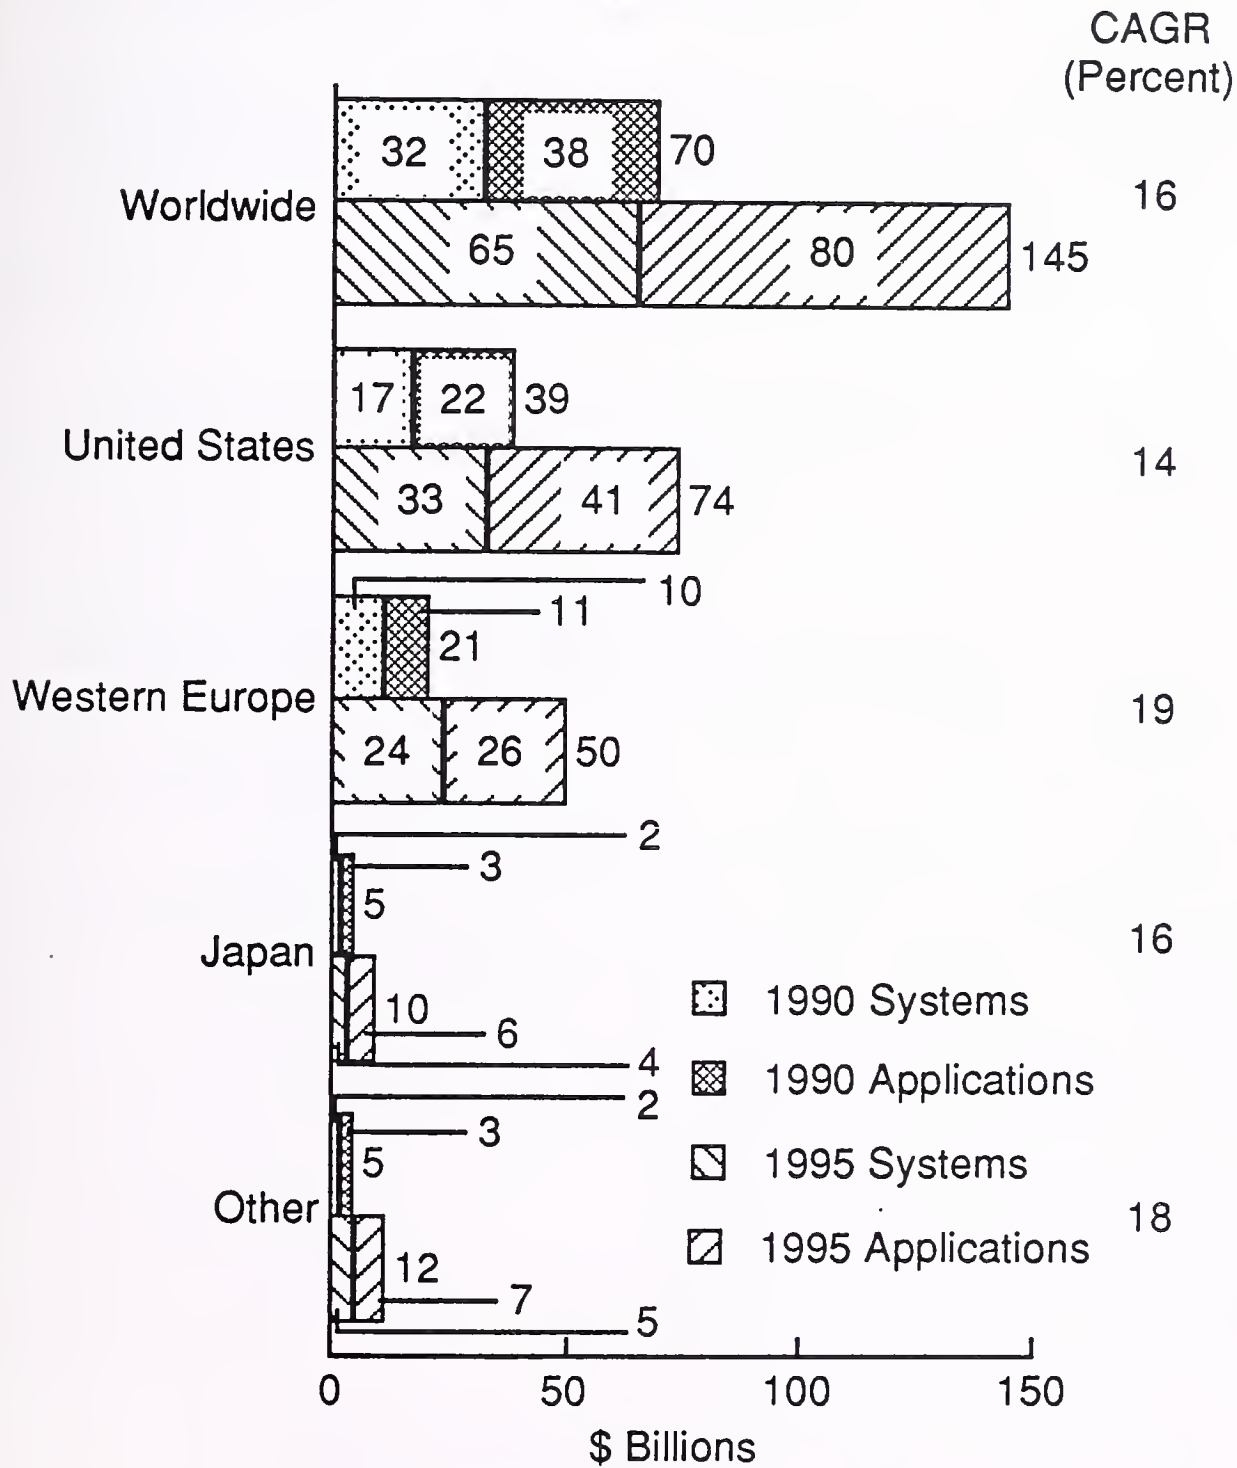 CAGR
(Percent)
32 38 70
Worldwide 16
65 80 145
17 22 39
United States 14
33 41 74
10
11
21
Western Europe 19
24 26 50
2
3
5
Japan 16
10
6
4
2
3
5
Other 18
12
7
5
1990 Systems
1990 Applications
1995 Systems
1995 Applications
0 50 100 150
$ Billions